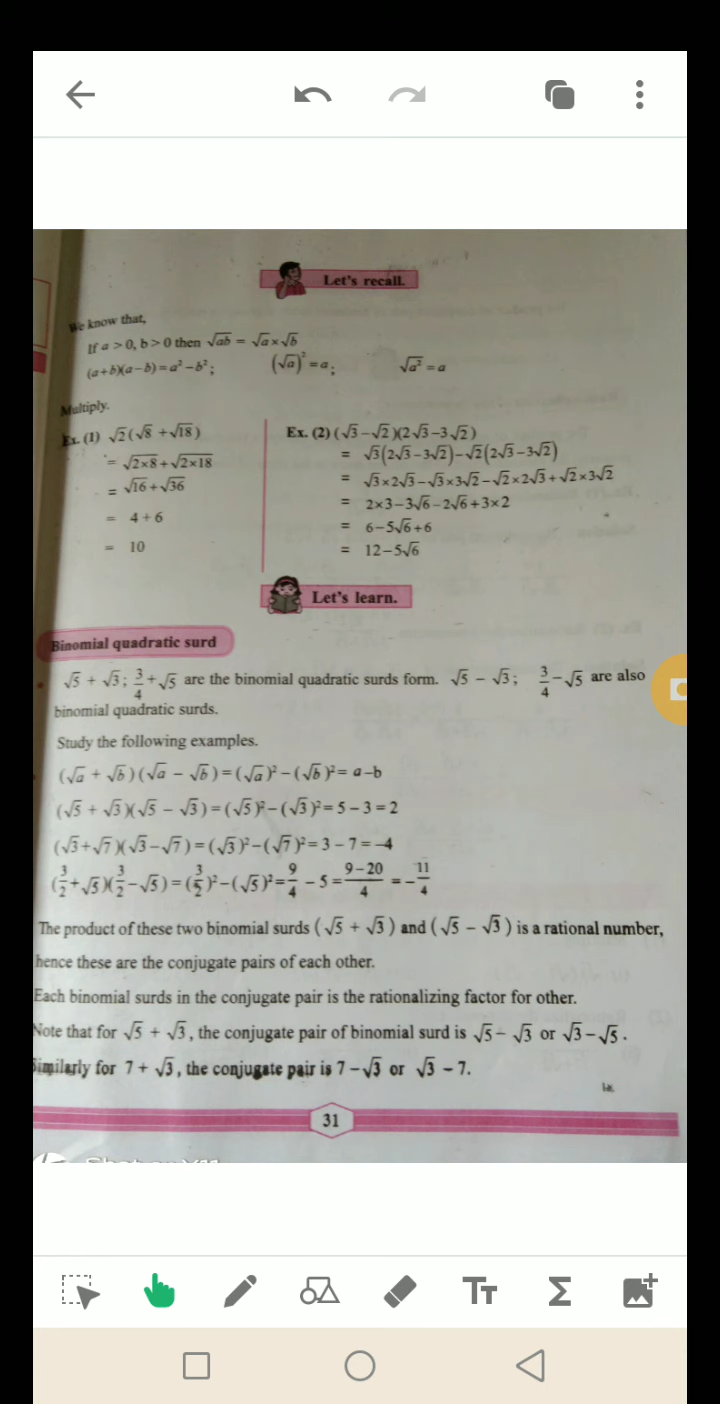 Let's recall.
We know that,
If a > 0, b > 0 then √ab = √a × √b
(a+b)(a−b) = a² − b² ; (√a)² = a ; √a² = a
Multiply.
Ex. (1) √2(√8 + √18)
= √2×8 + √2×18
= √16 + √36
= 4 + 6
= 10
Ex. (2) (√3 − √2)(2√3 − 3√2)
= √3(2√3 − 3√2) − √2(2√3 − 3√2)
= √3×2√3 − √3×3√2 − √2×2√3 + √2×3√2
= 2×3 − 3√6 − 2√6 + 3×2
= 6 − 5√6 + 6
= 12 − 5√6
Let's learn.
Binomial quadratic surd
• √5 + √3 ; 3/4 + √5 are the binomial quadratic surds form. √5 − √3 ; 3/4 − √5 are also
binomial quadratic surds.
Study the following examples.
(√a + √b)(√a − √b) = (√a)² − (√b)² = a − b
(√5 + √3)(√5 − √3) = (√5)² − (√3)² = 5 − 3 = 2
(√3 + √7)(√3 − √7) = (√3)² − (√7)² = 3 − 7 = −4
(3/2 + √5)(3/2 − √5) = (3/2)² − (√5)² = 9/4 − 5 = 9−20/4 = −11/4
The product of these two binomial surds (√5 + √3) and (√5 − √3) is a rational number,
hence these are the conjugate pairs of each other.
Each binomial surds in the conjugate pair is the rationalizing factor for other.
Note that for √5 + √3, the conjugate pair of binomial surd is √5 − √3 or √3 − √5.
Similarly for 7 + √3, the conjugate pair is 7 − √3 or √3 − 7.
31